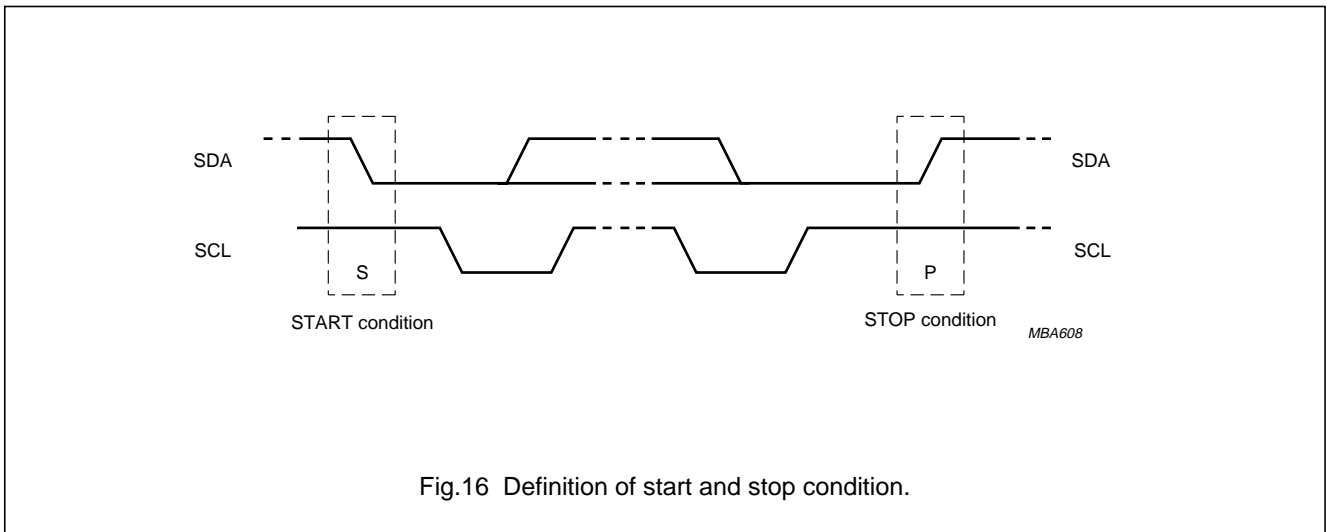 SDA
SDA
SCL
SCL
S
P
START condition
STOP condition
MBA608
Fig.16 Definition of start and stop condition.